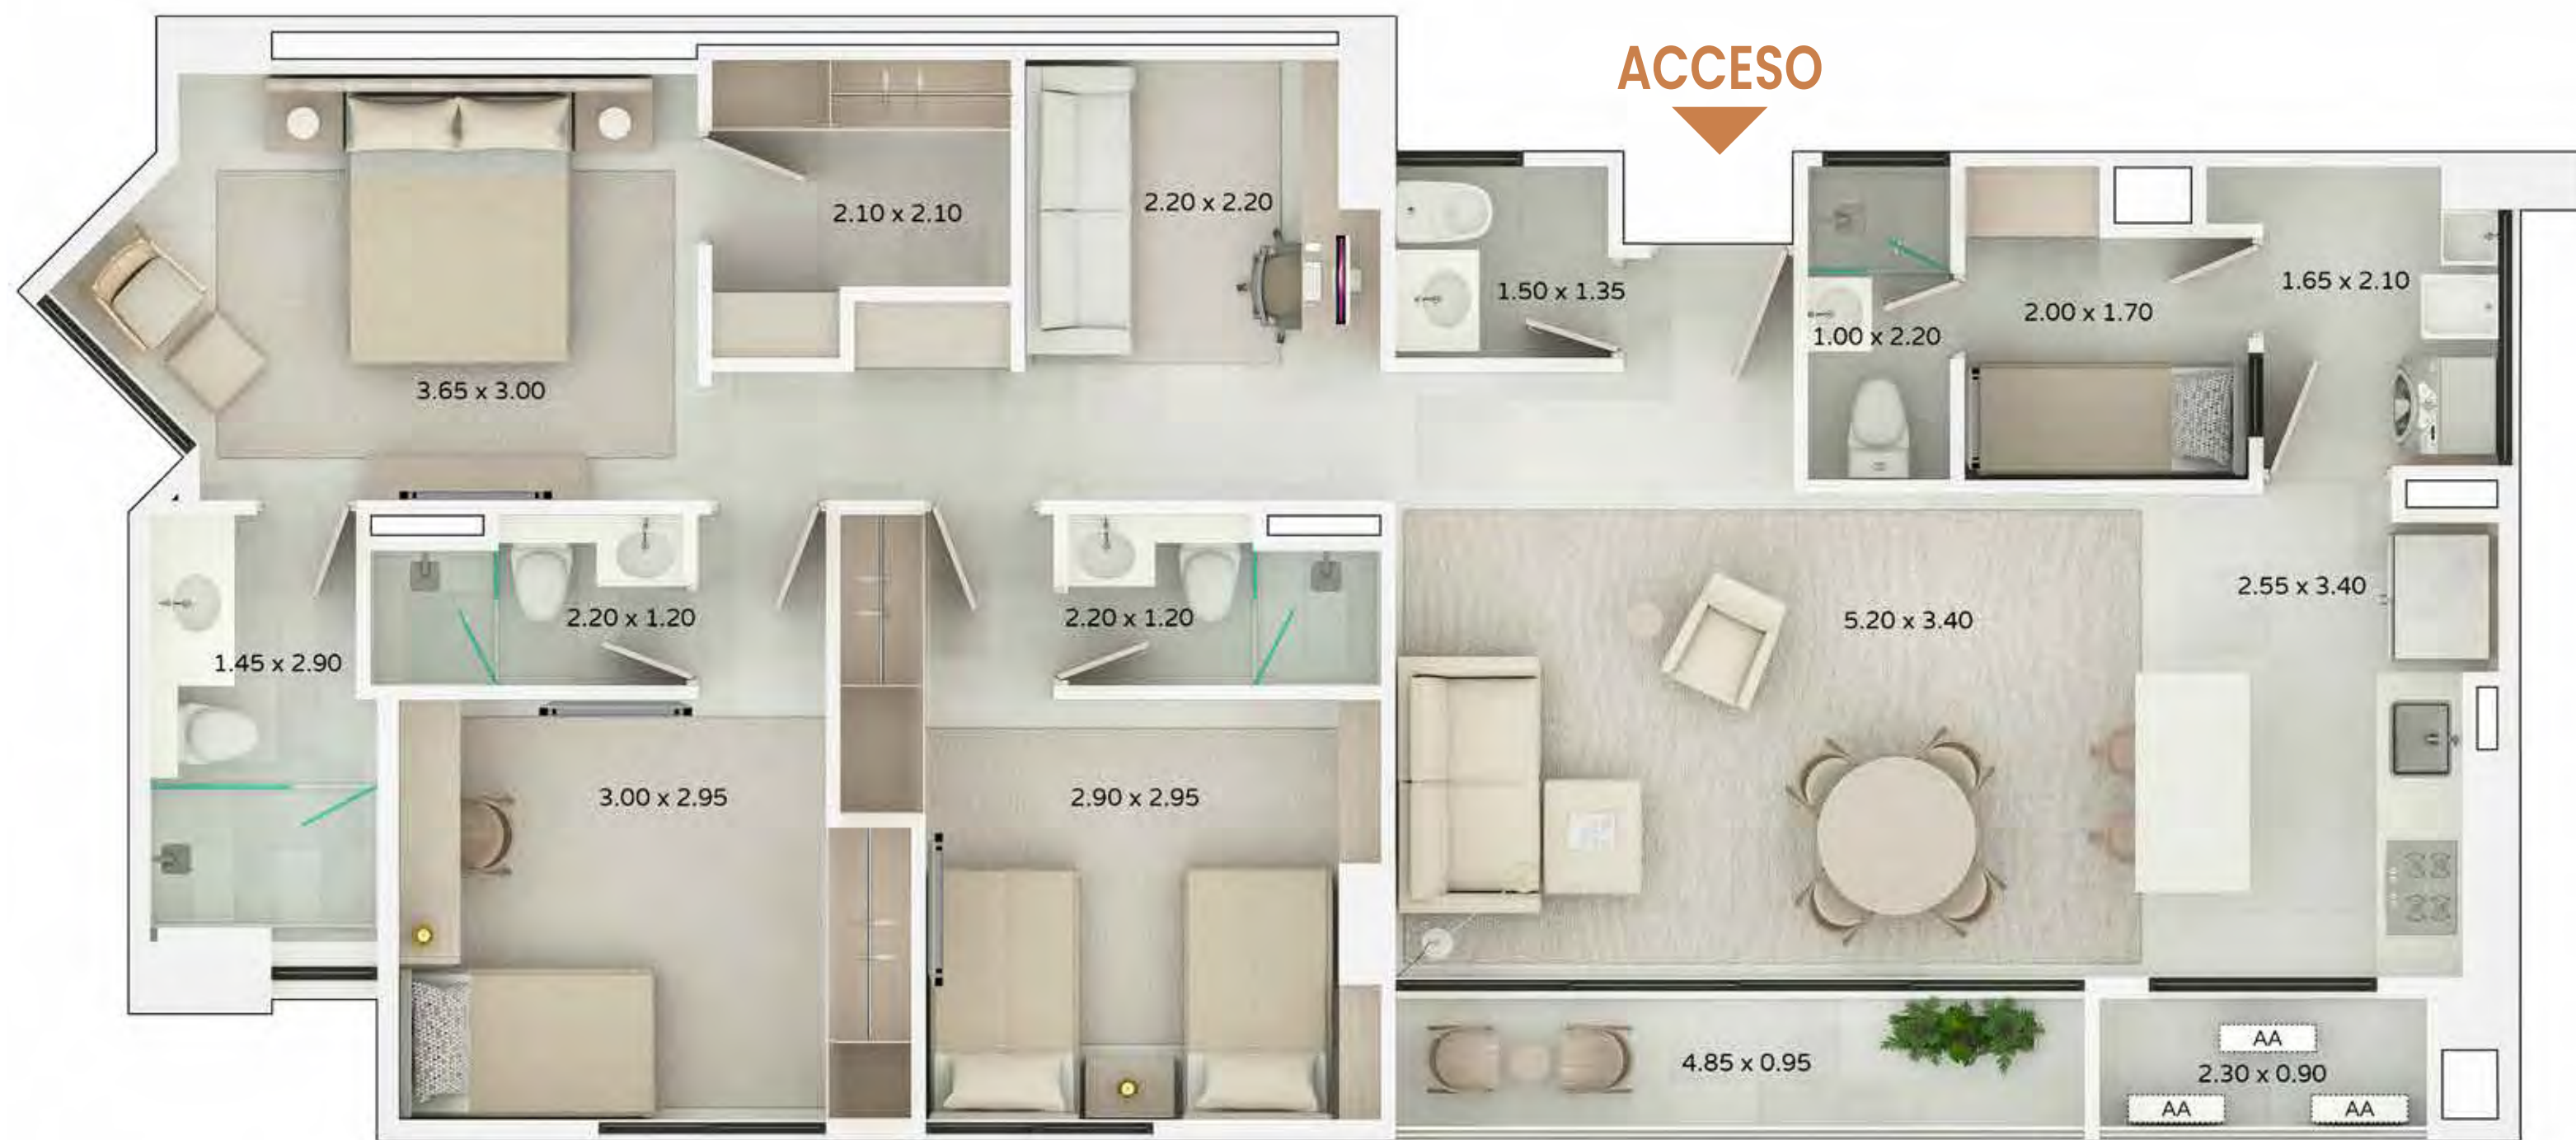 ACCESO
2.10 x 2.10
2.20 x 2.20
1.50 x 1.35
1.65 x 2.10
2.00 x 1.70
1.00 x 2.20
3.65 x 3.00
2.20 x 1.20
2.20 x 1.20
5.20 x 3.40
2.55 x 3.40
1.45 x 2.90
3.00 x 2.95
2.90 x 2.95
4.85 x 0.95
AA
2.30 x 0.90
AA
AA